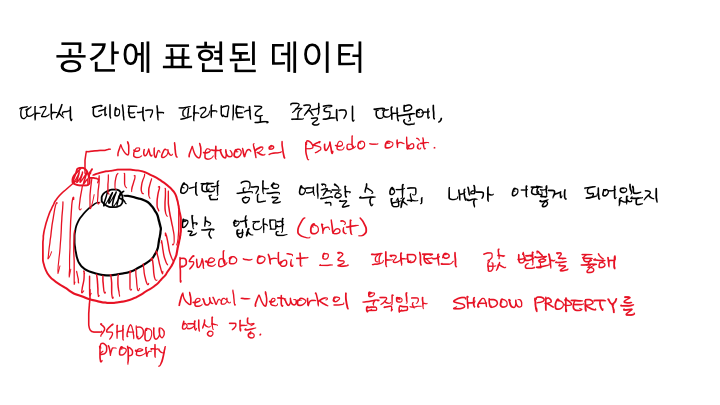 공간에 표현된 데이터
따라서 데이터가 파라미터로 조절되기 때문에,
Neural Network의 psuedo-orbit.
어떤 공간을 예측할 수 없고, 내부가 어떻게 되어있는지
알수 없다면 (orbit)
psuedo-orbit 으로 파라미터의 값 변화를 통해
Neural-Network의 움직임과 SHADOW PROPERTY를
예상 가능.
SHADOW
property